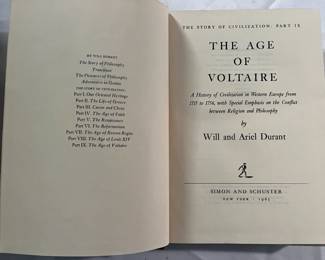 BY WILL DURANT
The Story of Philosophy
Transition
The Pleasures of Philosophy
Adventures in Genius
THE STORY OF CIVILIZATION:
Part I. Our Oriental Heritage
Part II. The Life of Greece
Part III. Caesar and Christ
Part IV. The Age of Faith
Part V. The Renaissance
Part VI. The Reformation
Part VII. The Age of Reason Begins
Part VIII. The Age of Louis XIV
Part IX. The Age of Voltaire
THE STORY OF CIVILIZATION: PART IX
THE AGE OF
VOLTAIRE
A History of Civilization in Western Europe from
1715 to 1756, with Special Emphasis on the Conflict
between Religion and Philosophy
by
Will and Ariel Durant
SIMON AND SCHUSTER
NEW YORK · 1965